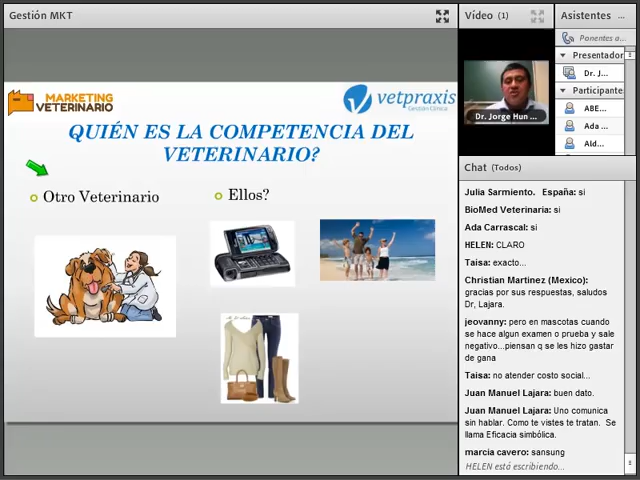 Gestión MKT
MARKETING
VETERINARIO
vetpraxis
Gestión Clínica
QUIÉN ES LA COMPETENCIA DEL
VETERINARIO?
Otro Veterinario
Ellos?
Vídeo (1)
Dr. Jorge Hun ...
Asistentes ...
Ponentes a...
Presentador
Dr. J...
Participante
ABE...
Ada ...
Ald...
Chat (Todos)
Julia Sarmiento. España: si
BioMed Veterinaria: si
Ada Carrascal: si
HELEN: CLARO
Taisa: exacto...
Christian Martinez (Mexico):
gracias por sus respuestas, saludos
Dr, Lajara.
jeovanny: pero en mascotas cuando
se hace algun examen o prueba y sale
negativo...piensan q se les hizo gastar
de gana
Taisa: no atender costo social...
Juan Manuel Lajara: buen dato.
Juan Manuel Lajara: Uno comunica
sin hablar. Como te vistes te tratan. Se
llama Eficacia simbólica.
marcia cavero: sansung
HELEN está escribiendo...